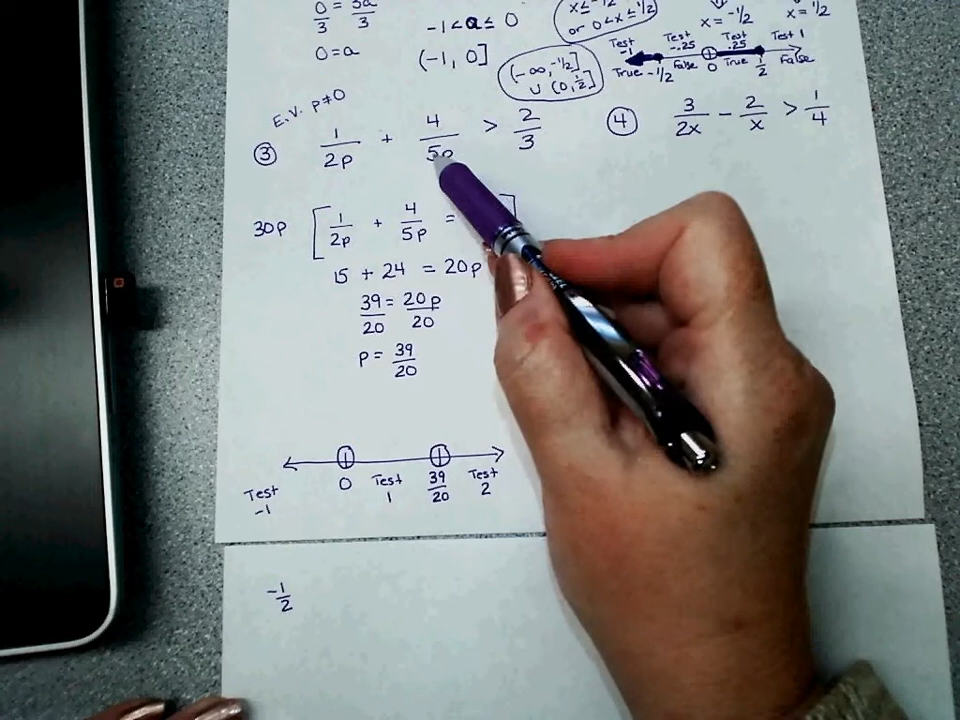 0/3 = 3a/3
0 = a
-1 < a ≤ 0
(-1, 0]
x ≤ -1/2
or 0 < x ≤ 1/2
(-∞, -1/2]
∪ (0, 1/2]
x = -1/2
x = 1/2
Test -1 Test -.25 Test .25 Test 1
True -1/2 False 0 True 1/2 False
E.V. p ≠ 0
③ 1/2p + 4/5p > 2/3
30p [ 1/2p + 4/5p = ]
15 + 24 = 20p
39/20 = 20p/20
p = 39/20
Test -1 0 Test 1 39/20 Test 2
-1/2
④ 3/2x - 2/x > 1/4